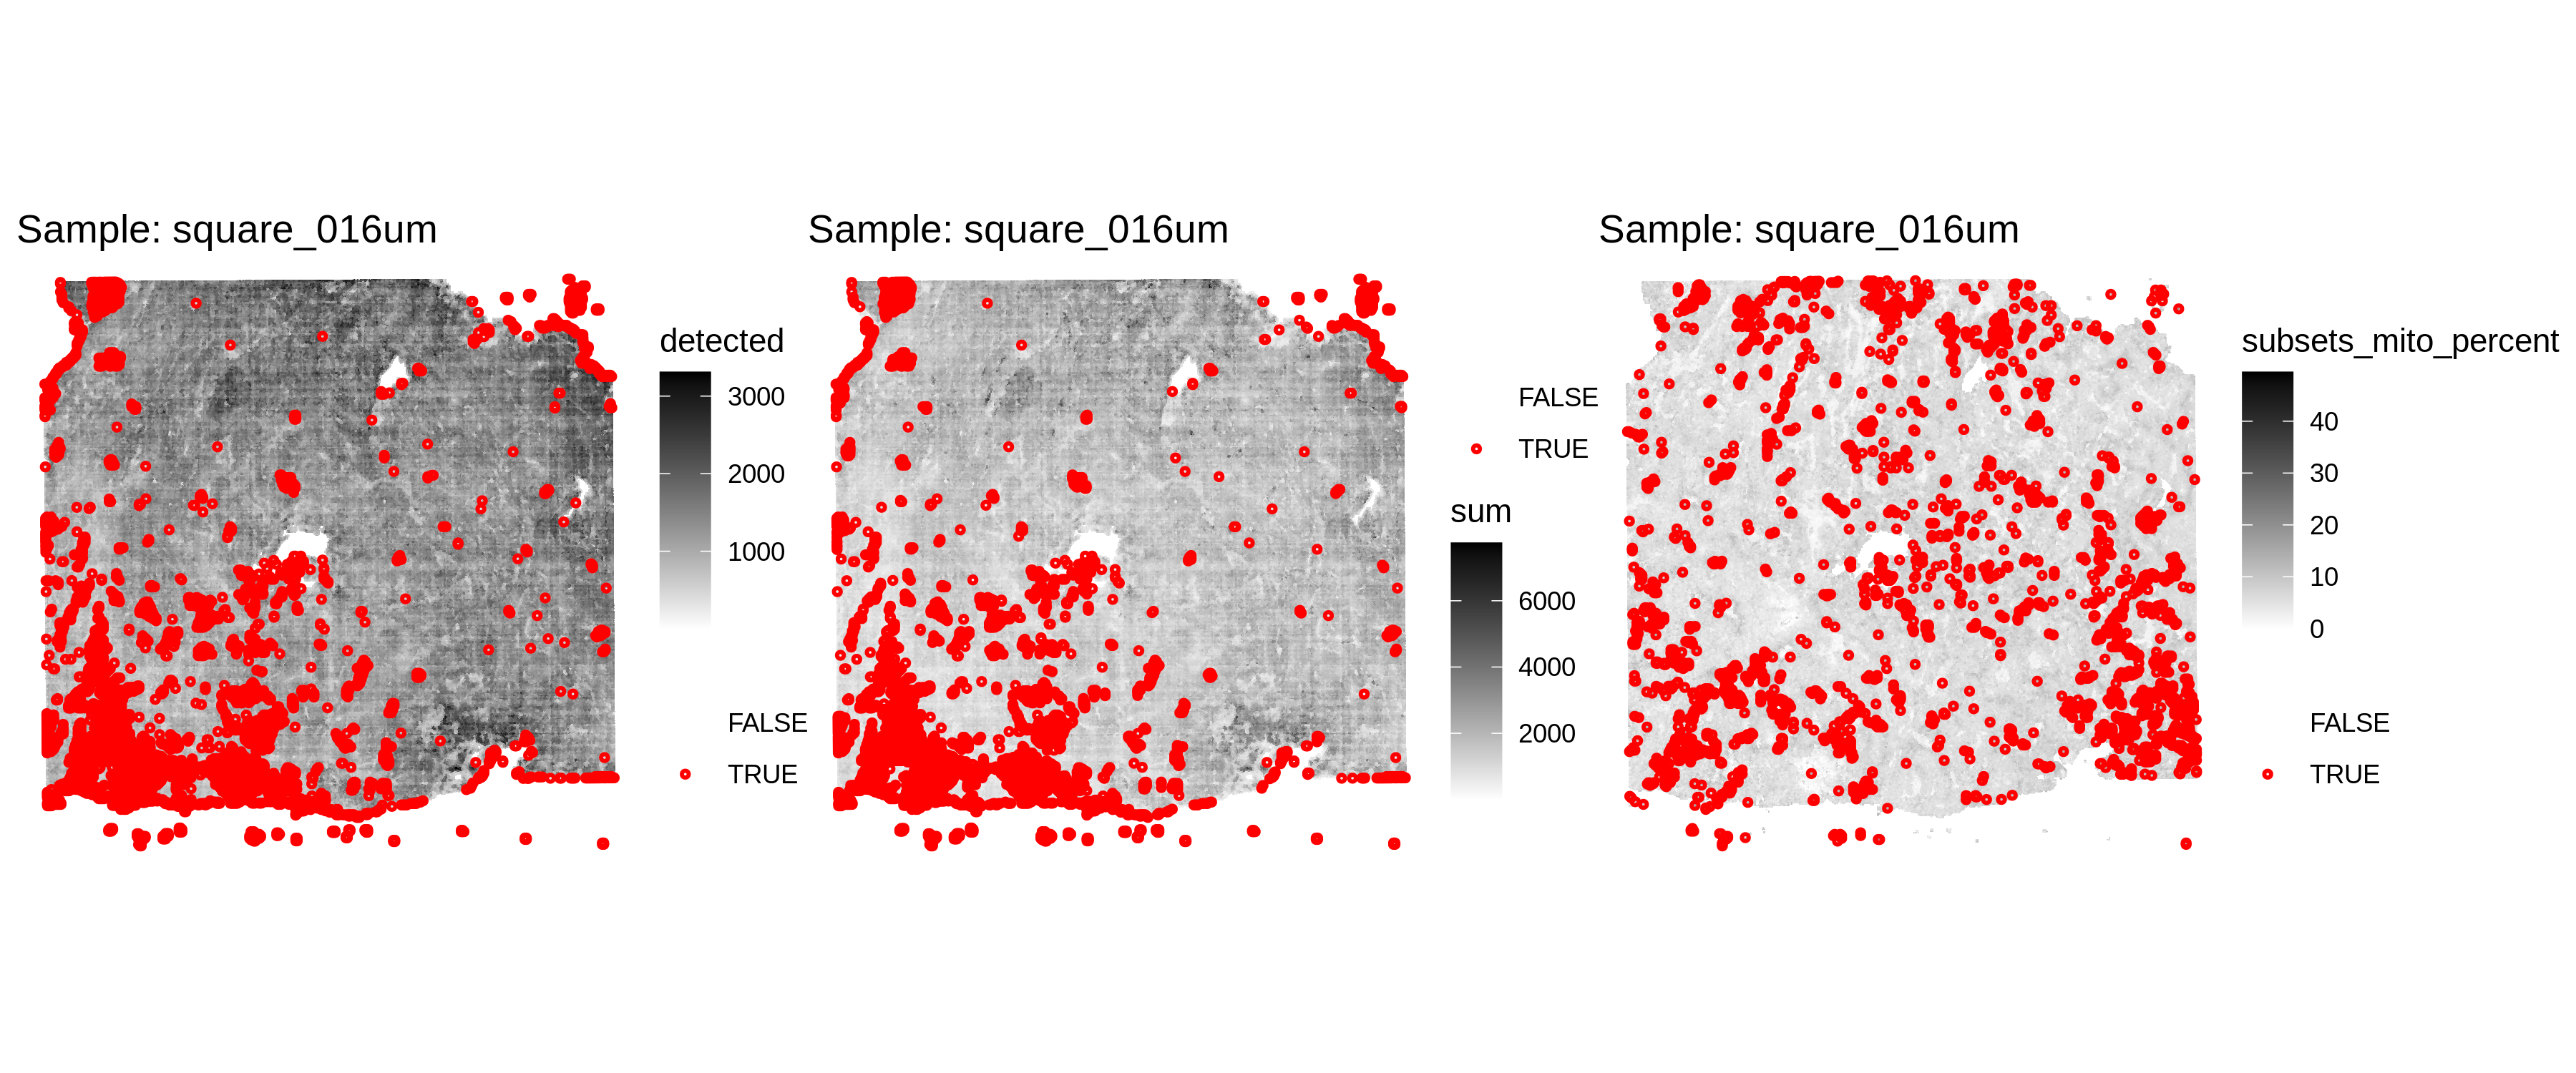 Sample: square_016um
detected
3000
2000
1000
FALSE
TRUE
Sample: square_016um
FALSE
TRUE
sum
6000
4000
2000
Sample: square_016um
subsets_mito_percent
40
30
20
10
0
FALSE
TRUE